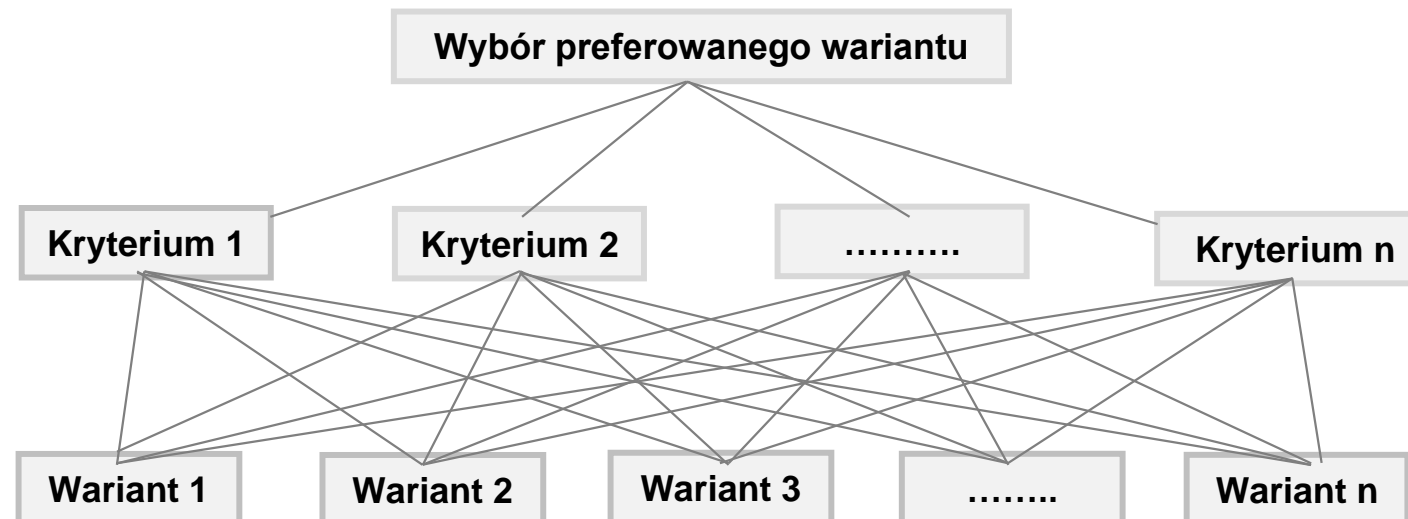 Wybór preferowanego wariantu
Kryterium 1
Kryterium 2
……….
Kryterium n
Wariant 1
Wariant 2
Wariant 3
……..
Wariant n